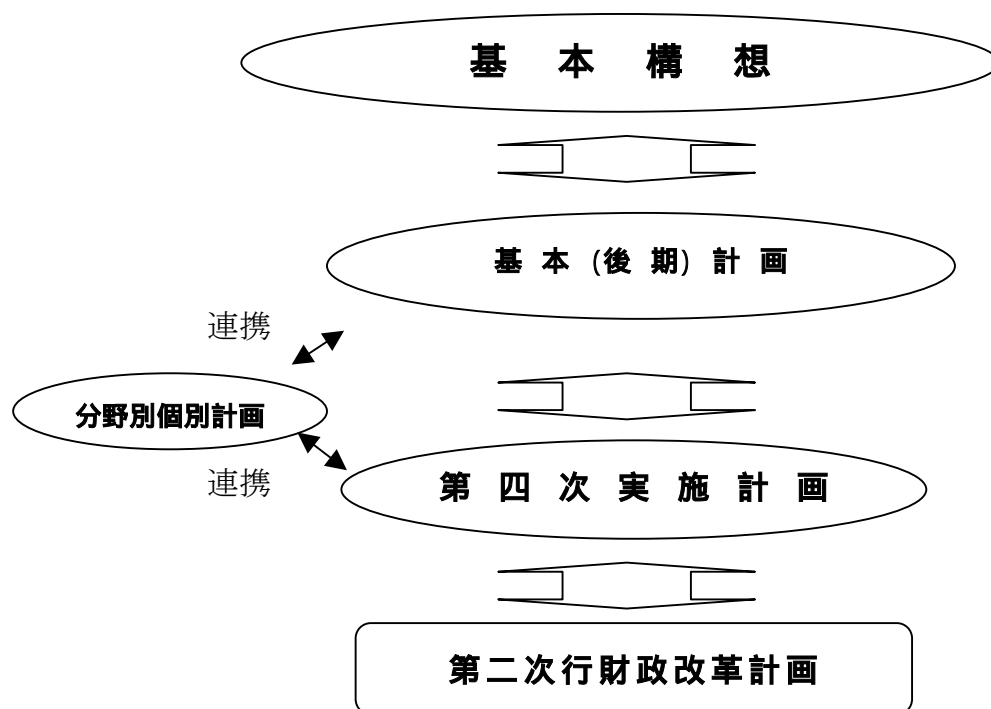 基本構想
基本(後期)計画
連携
分野別個別計画
連携
第四次実施計画
第二次行財政改革計画